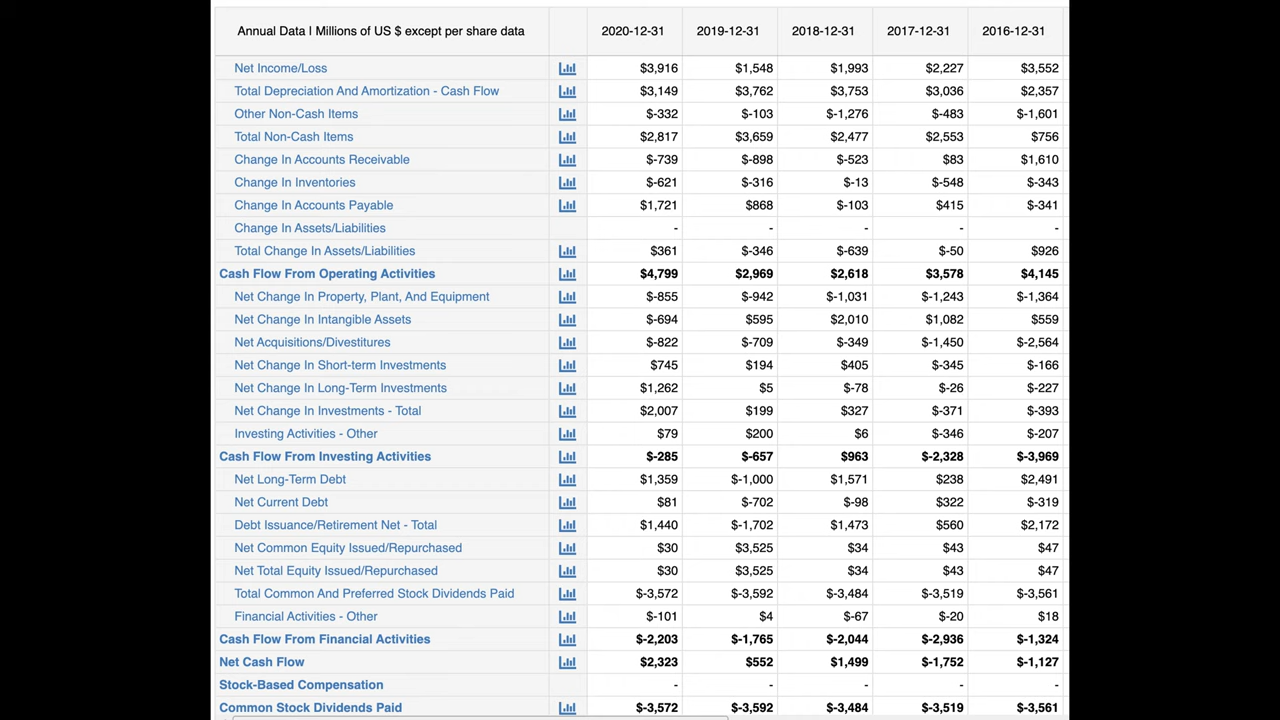 Annual Data | Millions of US $ except per share data 2020-12-31 2019-12-31 2018-12-31 2017-12-31 2016-12-31
Net Income/Loss $3,916 $1,548 $1,993 $2,227 $3,552
Total Depreciation And Amortization - Cash Flow $3,149 $3,762 $3,753 $3,036 $2,357
Other Non-Cash Items $-332 $-103 $-1,276 $-483 $-1,601
Total Non-Cash Items $2,817 $3,659 $2,477 $2,553 $756
Change In Accounts Receivable $-739 $-898 $-523 $83 $1,610
Change In Inventories $-621 $-316 $-13 $-548 $-343
Change In Accounts Payable $1,721 $868 $-103 $415 $-341
Change In Assets/Liabilities - - - - -
Total Change In Assets/Liabilities $361 $-346 $-639 $-50 $926
Cash Flow From Operating Activities $4,799 $2,969 $2,618 $3,578 $4,145
Net Change In Property, Plant, And Equipment $-855 $-942 $-1,031 $-1,243 $-1,364
Net Change In Intangible Assets $-694 $595 $2,010 $1,082 $559
Net Acquisitions/Divestitures $-822 $-709 $-349 $-1,450 $-2,564
Net Change In Short-term Investments $745 $194 $405 $-345 $-166
Net Change In Long-Term Investments $1,262 $5 $-78 $-26 $-227
Net Change In Investments - Total $2,007 $199 $327 $-371 $-393
Investing Activities - Other $79 $200 $6 $-346 $-207
Cash Flow From Investing Activities $-285 $-657 $963 $-2,328 $-3,969
Net Long-Term Debt $1,359 $-1,000 $1,571 $238 $2,491
Net Current Debt $81 $-702 $-98 $322 $-319
Debt Issuance/Retirement Net - Total $1,440 $-1,702 $1,473 $560 $2,172
Net Common Equity Issued/Repurchased $30 $3,525 $34 $43 $47
Net Total Equity Issued/Repurchased $30 $3,525 $34 $43 $47
Total Common And Preferred Stock Dividends Paid $-3,572 $-3,592 $-3,484 $-3,519 $-3,561
Financial Activities - Other $-101 $4 $-67 $-20 $18
Cash Flow From Financial Activities $-2,203 $-1,765 $-2,044 $-2,936 $-1,324
Net Cash Flow $2,323 $552 $1,499 $-1,752 $-1,127
Stock-Based Compensation - - - - -
Common Stock Dividends Paid $-3,572 $-3,592 $-3,484 $-3,519 $-3,561